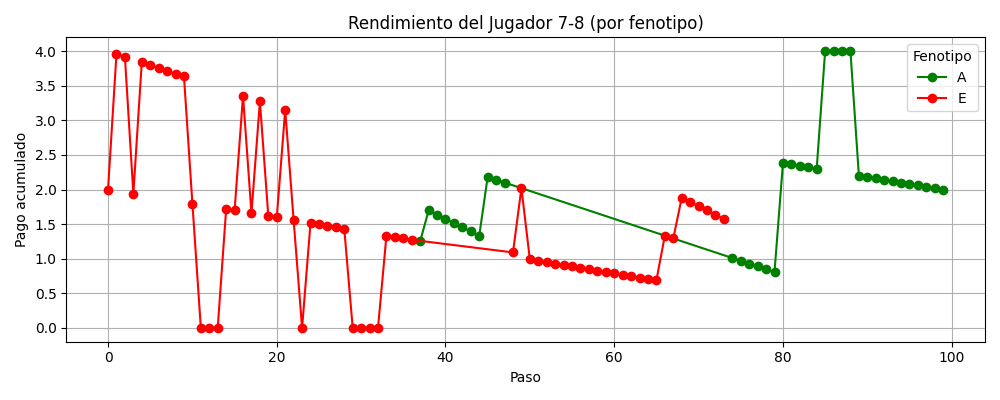 Rendimiento del Jugador 7-8 (por fenotipo)
Pago acumulado
4.0
3.5
3.0
2.5
2.0
1.5
1.0
0.5
0.0
Fenotipo
A
E
0 20 40 60 80 100
Paso